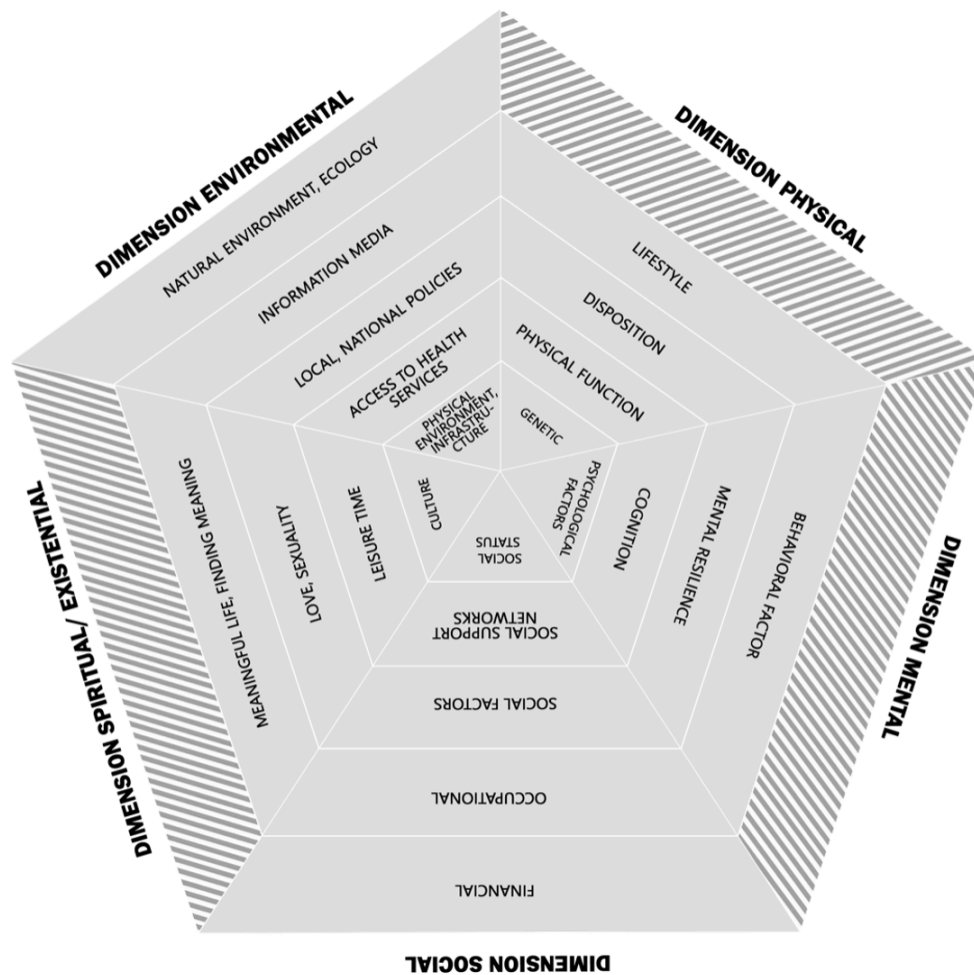 DIMENSION ENVIRONMENTAL
NATURAL ENVIRONMENT, ECOLOGY
INFORMATION MEDIA
LOCAL, NATIONAL POLICIES
ACCESS TO HEALTH
SERVICES
PHYSICAL
ENVIRONMENT,
INFRASTRU-
CTURE
DIMENSION PHYSICAL
LIFESTYLE
DISPOSITION
PHYSICAL FUNCTION
GENETIC
DIMENSION MENTAL
BEHAVIORAL FACTOR
MENTAL RESILIENCE
COGNITION
PSYCHOLOGICAL
FACTORS
DIMENSION SOCIAL
FINANCIAL
OCCUPATIONAL
SOCIAL FACTORS
SOCIAL SUPPORT
NETWORKS
SOCIAL
STATUS
DIMENSION SPIRITUAL/ EXISTENTIAL
MEANINGFUL LIFE, FINDING MEANING
LOVE, SEXUALITY
LEISURE TIME
CULTURE